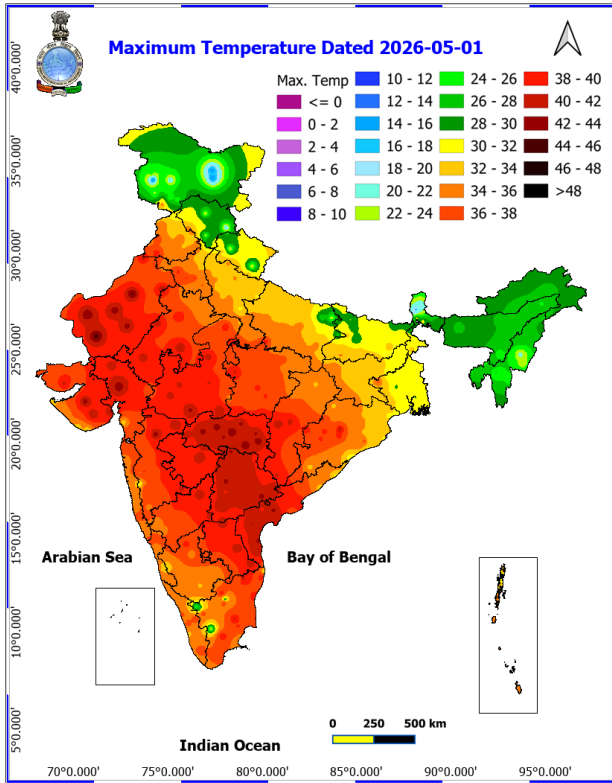 Maximum Temperature Dated 2026-05-01
Max. Temp
<= 0
0 - 2
2 - 4
4 - 6
6 - 8
8 - 10
10 - 12
12 - 14
14 - 16
16 - 18
18 - 20
20 - 22
22 - 24
24 - 26
26 - 28
28 - 30
30 - 32
32 - 34
34 - 36
36 - 38
38 - 40
40 - 42
42 - 44
44 - 46
46 - 48
>48
40°0.000'
35°0.000'
30°0.000'
25°0.000'
20°0.000'
15°0.000'
10°0.000'
5°0.000'
Arabian Sea
Bay of Bengal
0 250 500 km
Indian Ocean
70°0.000' 75°0.000' 80°0.000' 85°0.000' 90°0.000' 95°0.000'